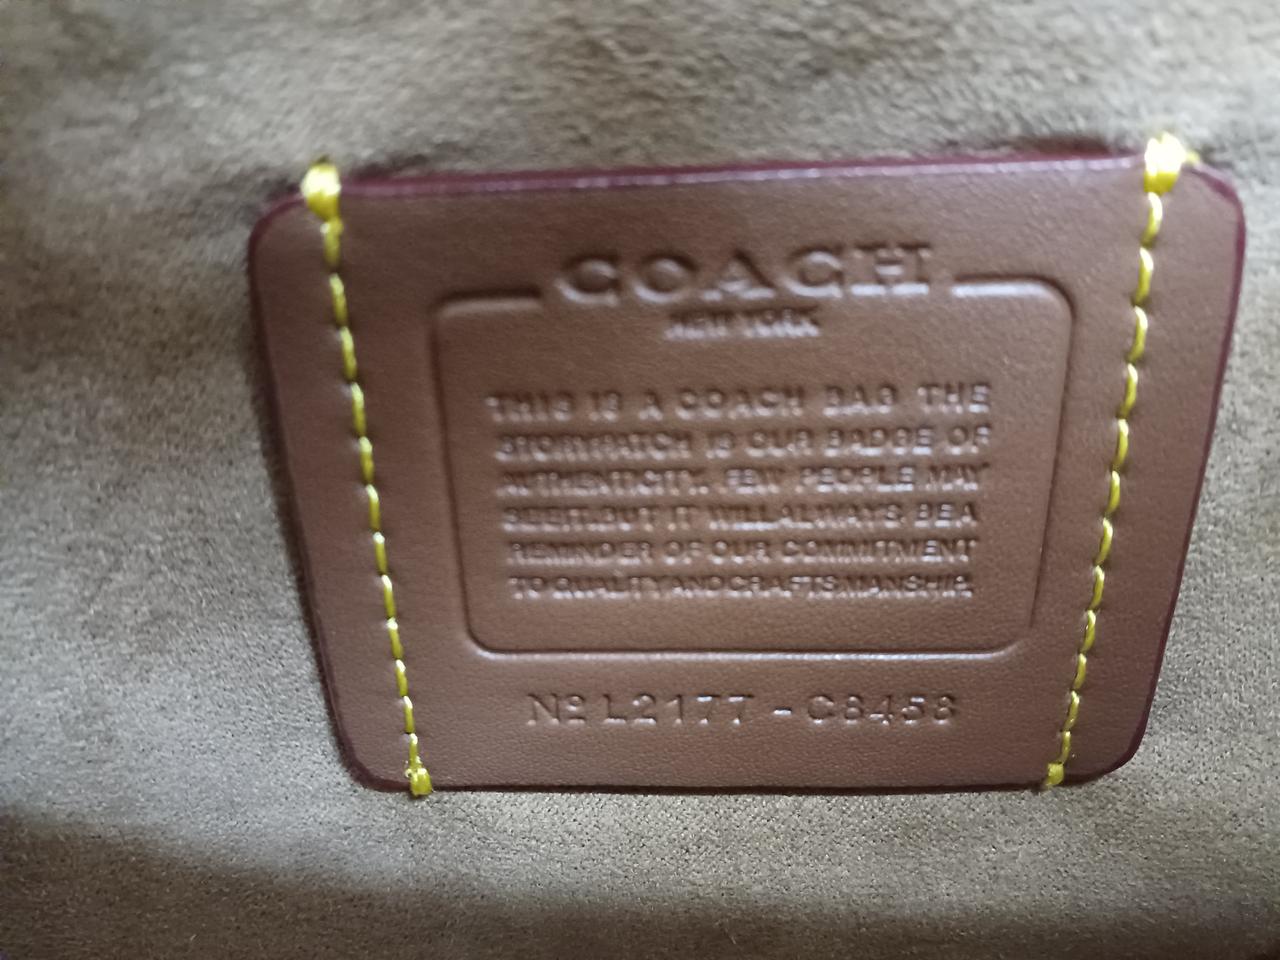 COACH
NEW YORK
THIS IS A COACH BAG THE
STORYPATCH IS OUR BADGE OF
AUTHENTICITY. FEW PEOPLE MAY
SEE IT.BUT IT WILL ALWAYS BE A
REMINDER OF OUR COMMITMENT
TO QUALITY AND CRAFTSMANSHIP.
Nº L2177 - C8458